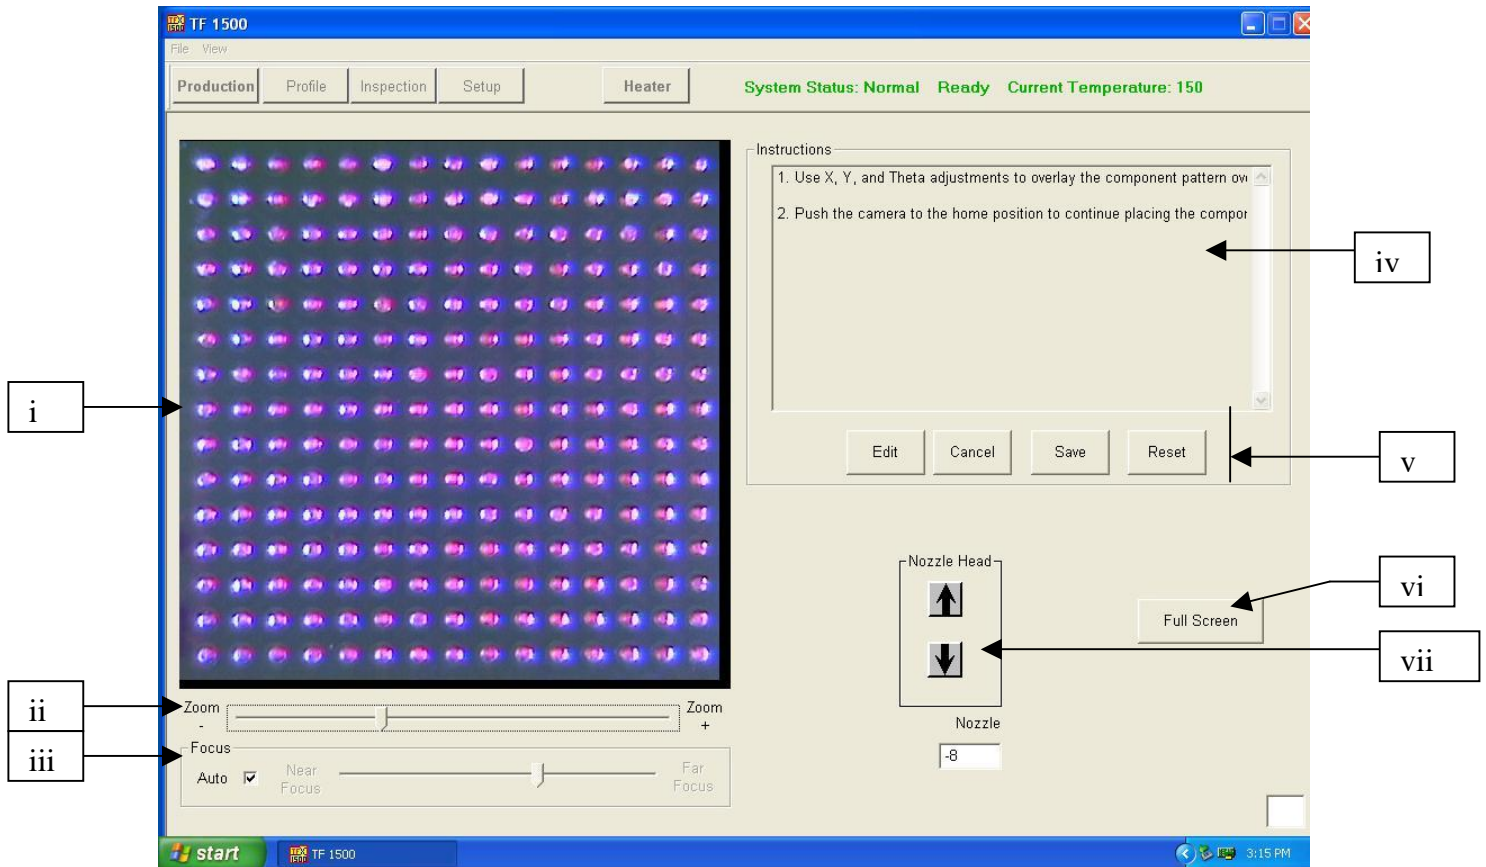 TF 1500
File View
Production Profile Inspection Setup Heater System Status: Normal Ready Current Temperature: 150
Instructions
1. Use X, Y, and Theta adjustments to overlay the component pattern
2. Push the camera to the home position to continue placing the
iv
i
Edit Cancel Save Reset
v
Nozzle Head
vi
Full Screen
vii
ii
Zoom
-
Zoom
+
Nozzle
-8
iii
Focus
Auto
Near
Focus
Far
Focus
start TF 1500 3:15 PM